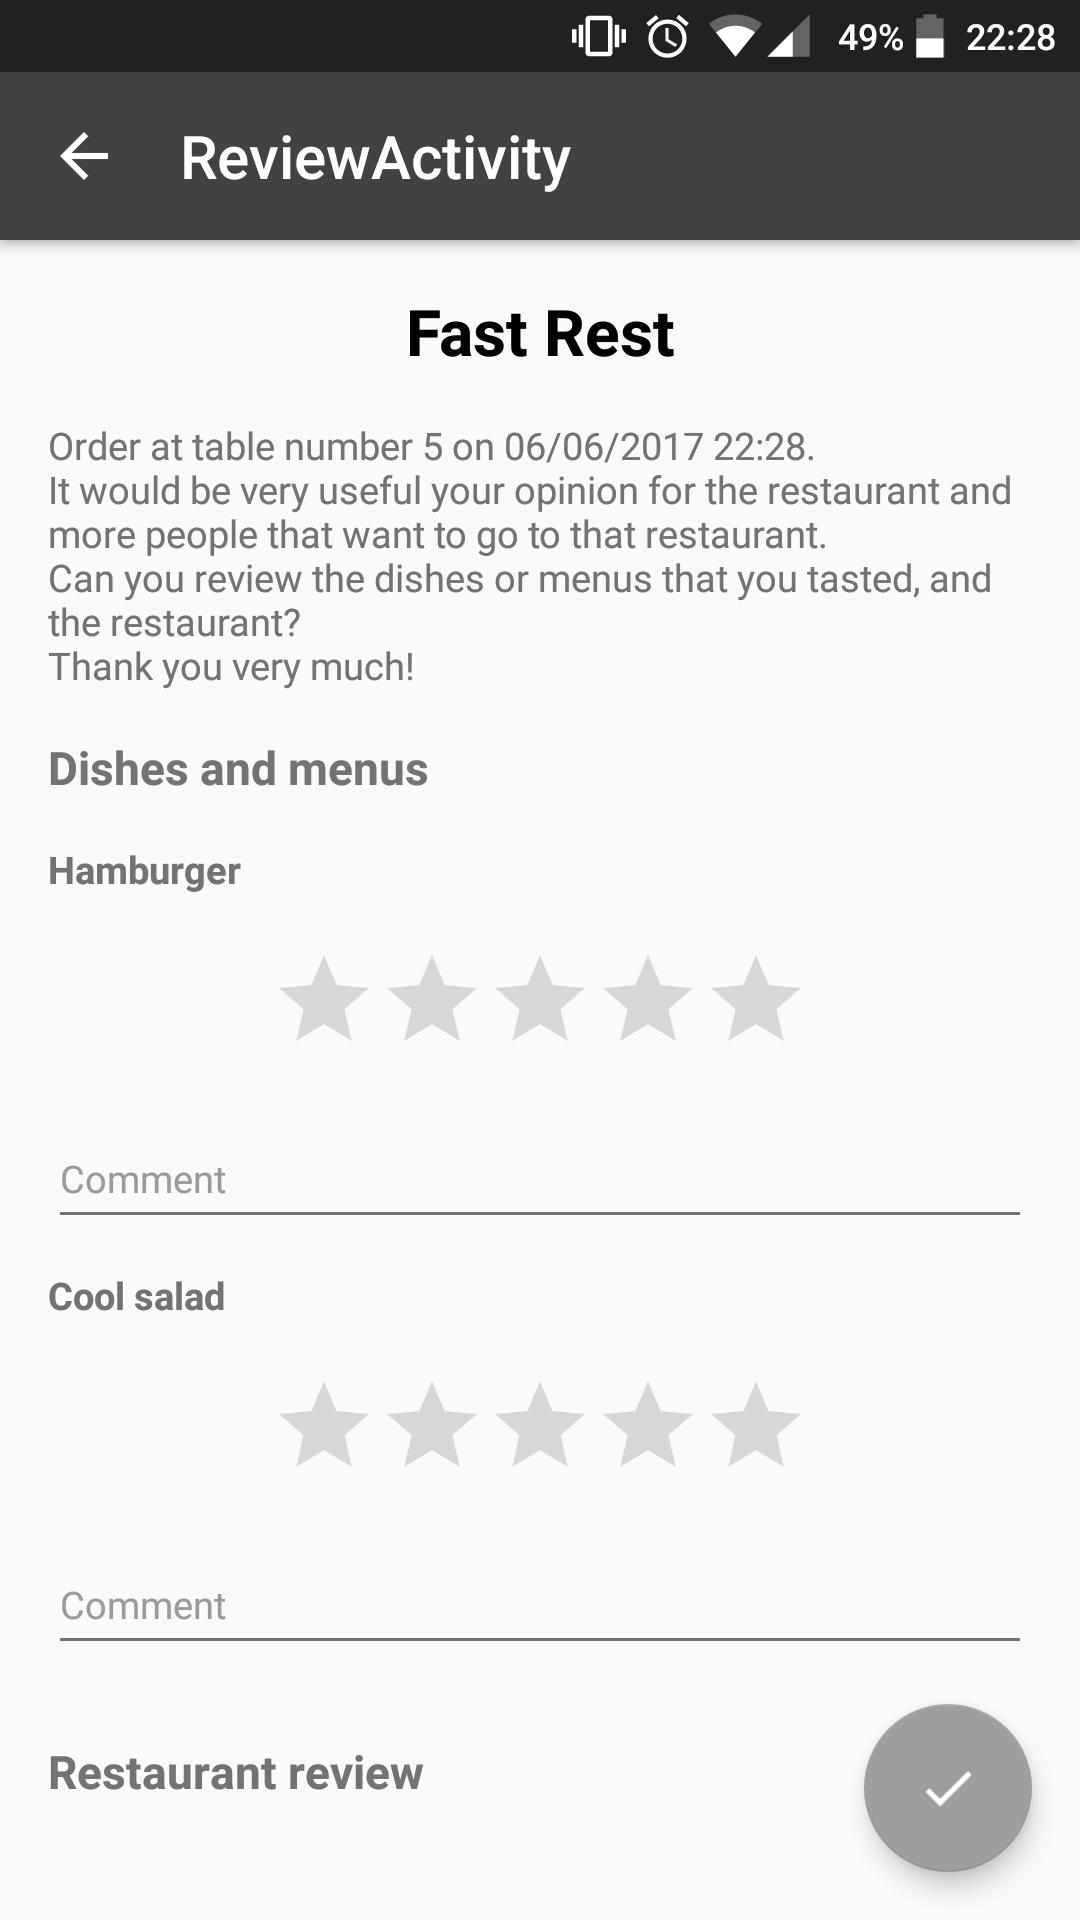 49% 22:28
ReviewActivity
Fast Rest
Order at table number 5 on 06/06/2017 22:28.
It would be very useful your opinion for the restaurant and
more people that want to go to that restaurant.
Can you review the dishes or menus that you tasted, and
the restaurant?
Thank you very much!
Dishes and menus
Hamburger
Comment
Cool salad
Comment
Restaurant review